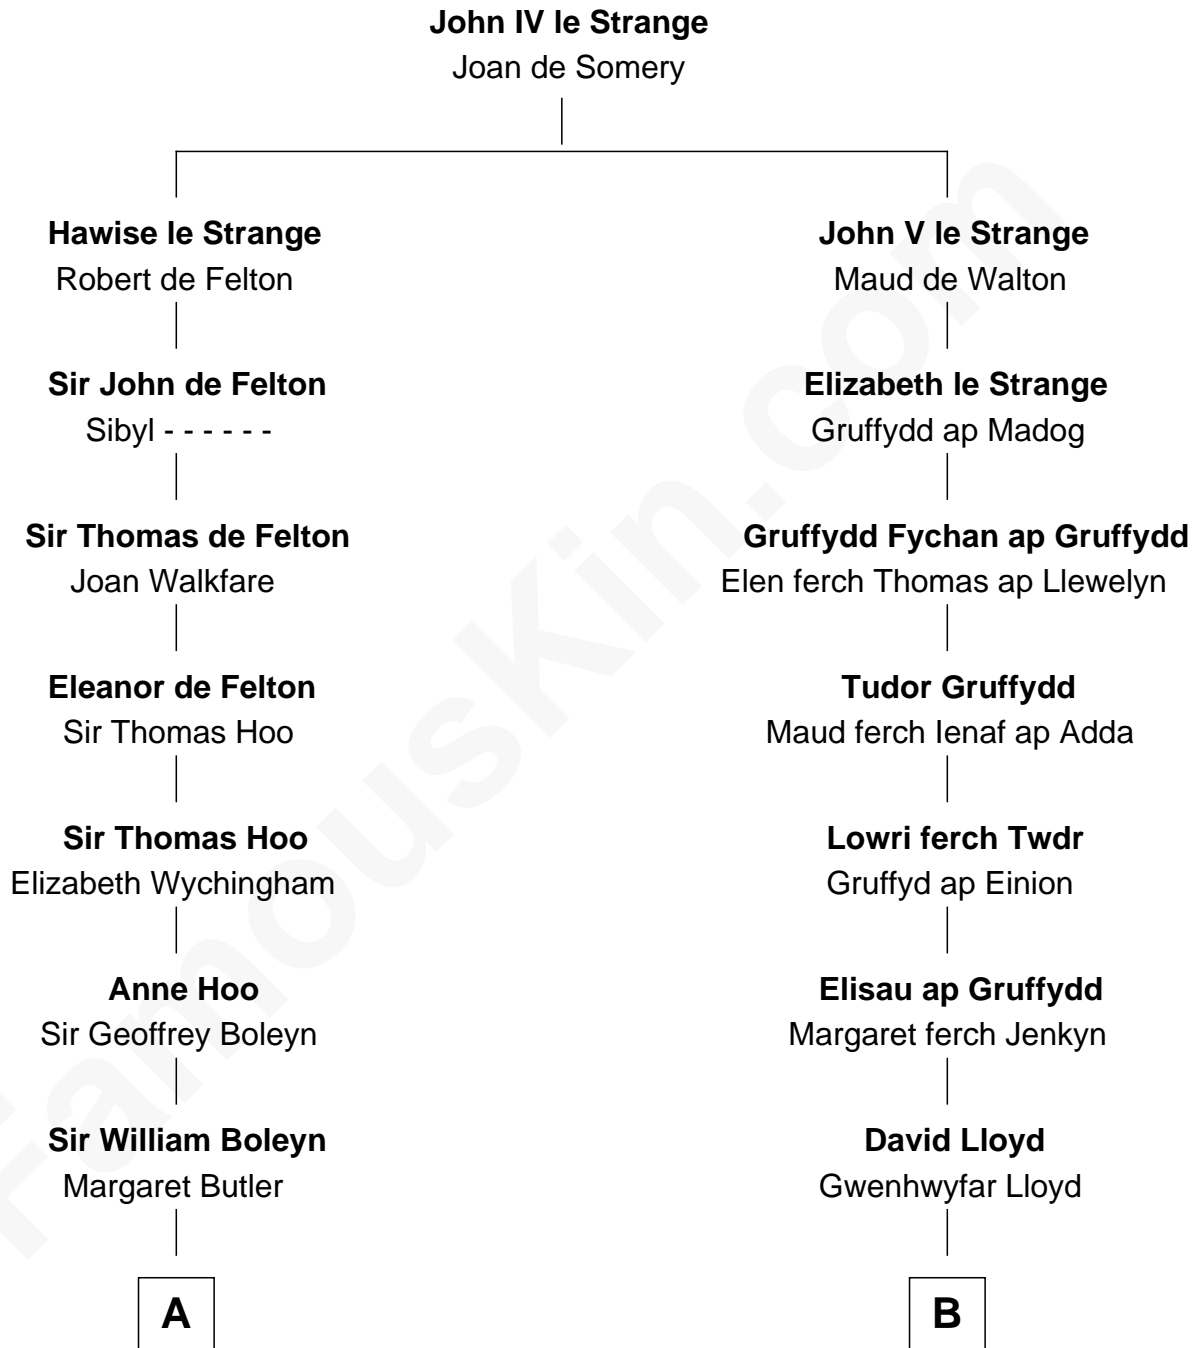 John IV le Strange
Joan de Somery
Hawise le Strange
Robert de Felton
Sir John de Felton
Sibyl - - - - - -
Sir Thomas de Felton
Joan Walkfare
Eleanor de Felton
Sir Thomas Hoo
Sir Thomas Hoo
Elizabeth Wychingham
Anne Hoo
Sir Geoffrey Boleyn
Sir William Boleyn
Margaret Butler
A
John V le Strange
Maud de Walton
Elizabeth le Strange
Gruffydd ap Madog
Gruffydd Fychan ap Gruffydd
Elen ferch Thomas ap Llewelyn
Tudor Gruffydd
Maud ferch Ienaf ap Adda
Lowri ferch Twdr
Gruffyd ap Einion
Elisau ap Gruffydd
Margaret ferch Jenkyn
David Lloyd
Gwenhwyfar Lloyd
B
FamousKin.com